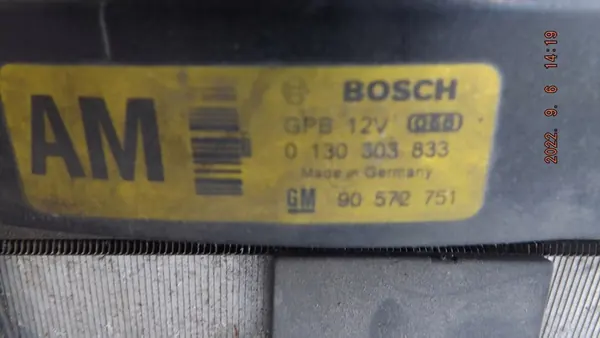 AM
BOSCH
GPB 12V
0 130 303 833
Made in Germany
GM 90 572 751
2022. 9. 6 14:19